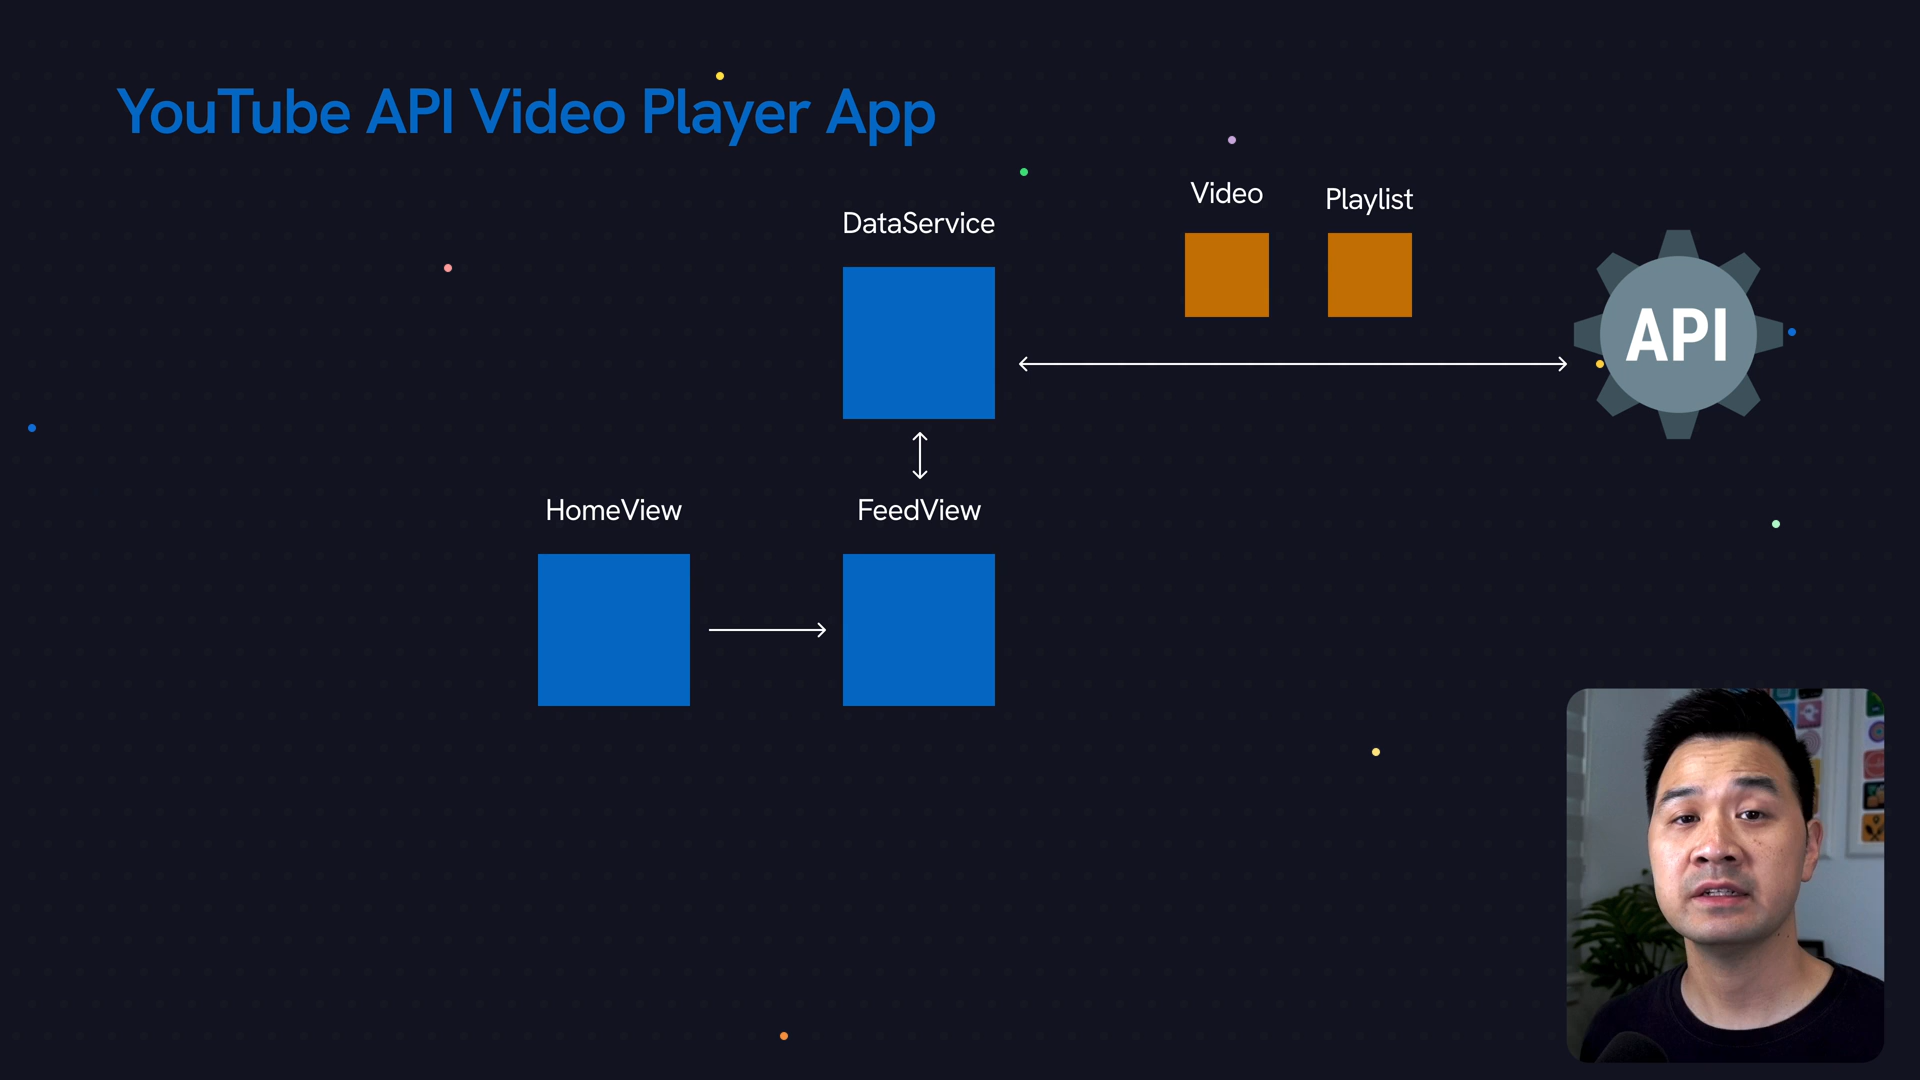 YouTube API Video Player App
Video
Playlist
DataService
API
HomeView
FeedView